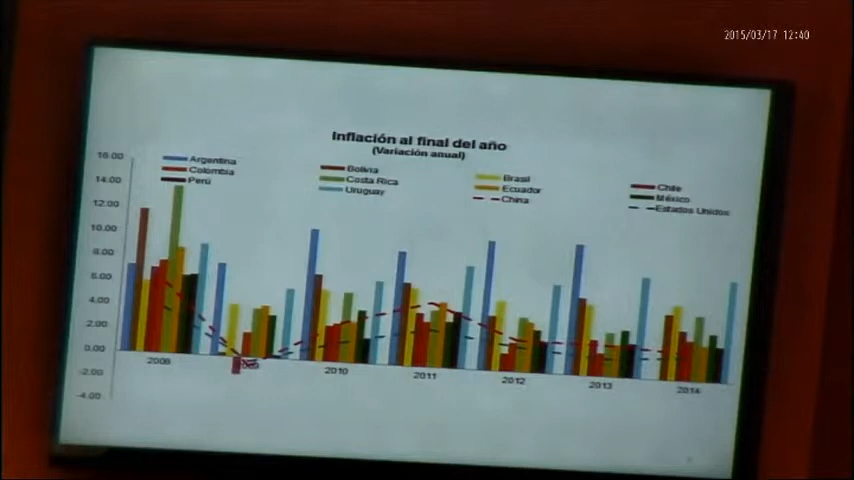 2015/03/17 12:40
Inflación al final del año
(Variación anual)
Argentina
Bolivia
Brasil
Chile
Colombia
Costa Rica
Ecuador
México
Perú
Uruguay
China
Estados Unidos
16.00
14.00
12.00
10.00
8.00
6.00
4.00
2.00
0.00
-2.00
-4.00
2008
2009
2010
2011
2012
2013
2014